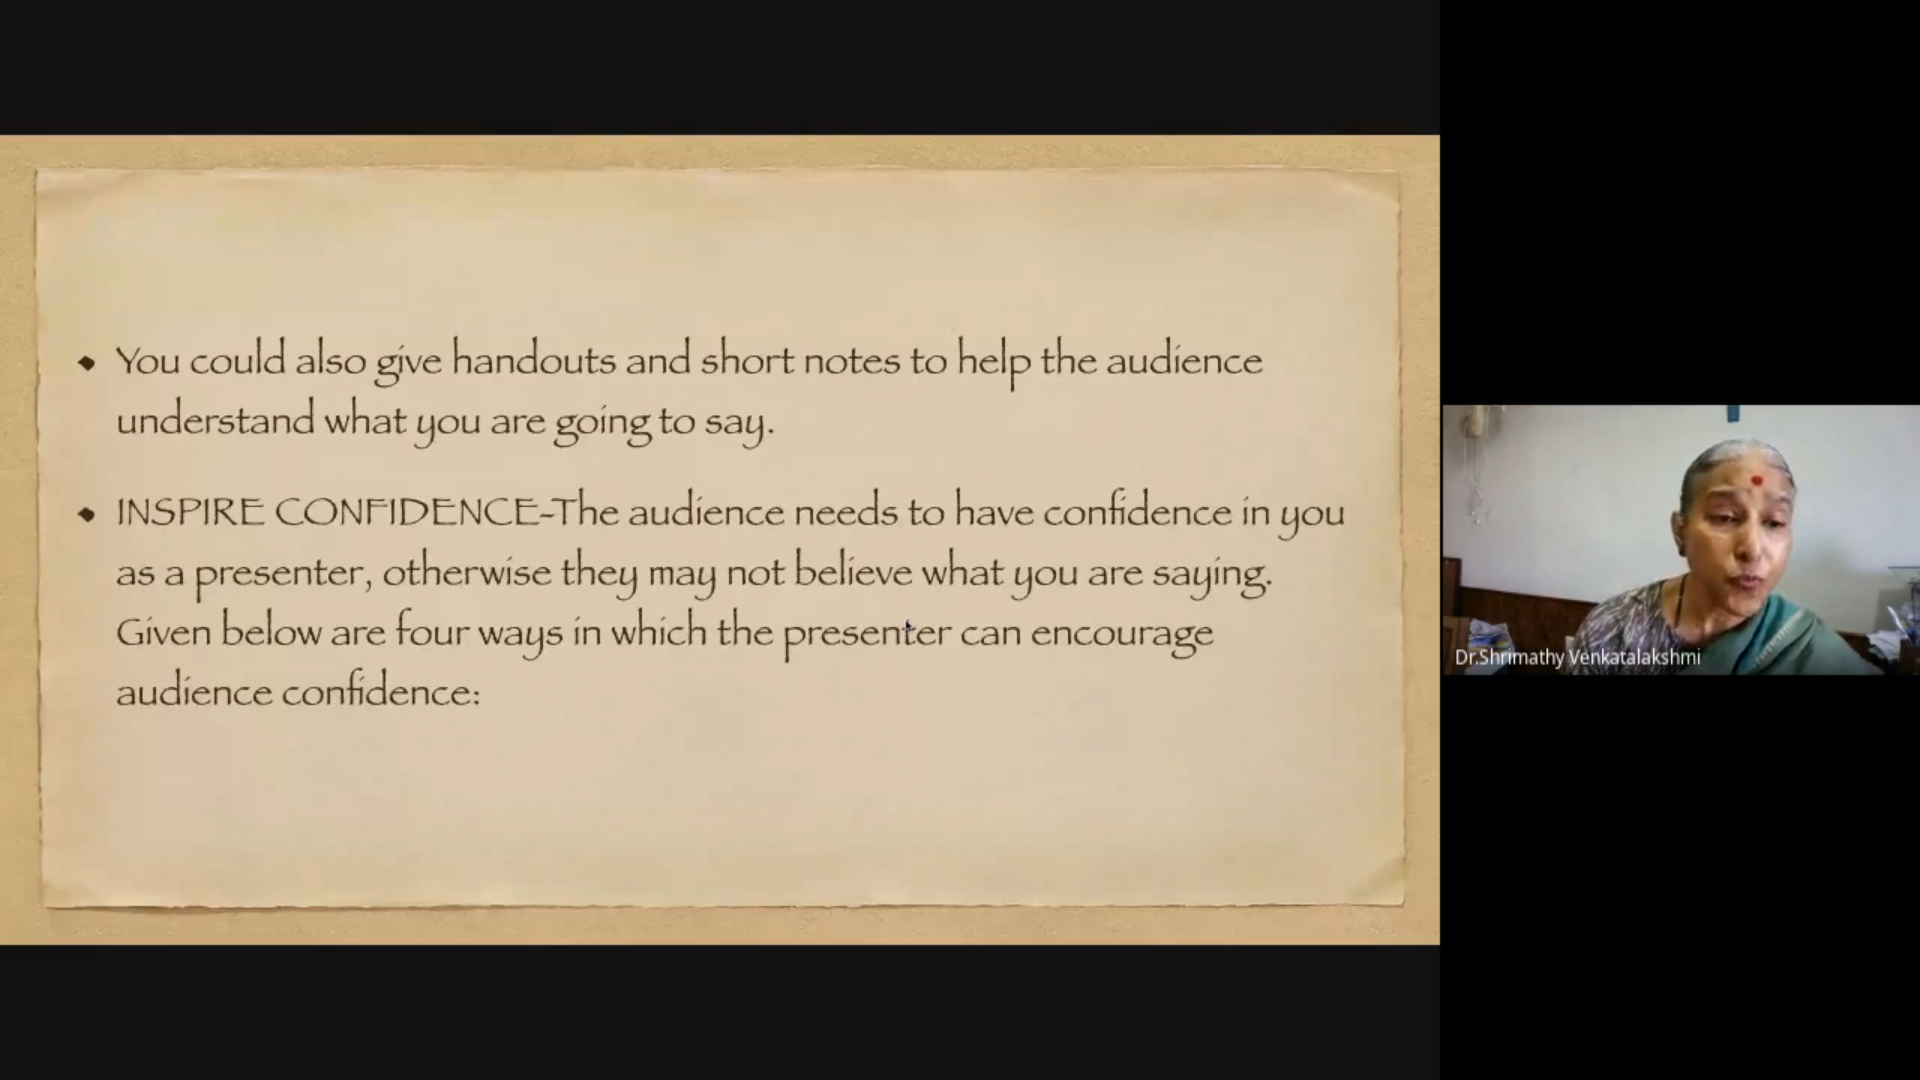 You could also give handouts and short notes to help the audience
understand what you are going to say.
INSPIRE CONFIDENCE-The audience needs to have confidence in you
as a presenter, otherwise they may not believe what you are saying.
Given below are four ways in which the presenter can encourage
audience confidence:
Dr.Shrimathy Venkatalakshmi